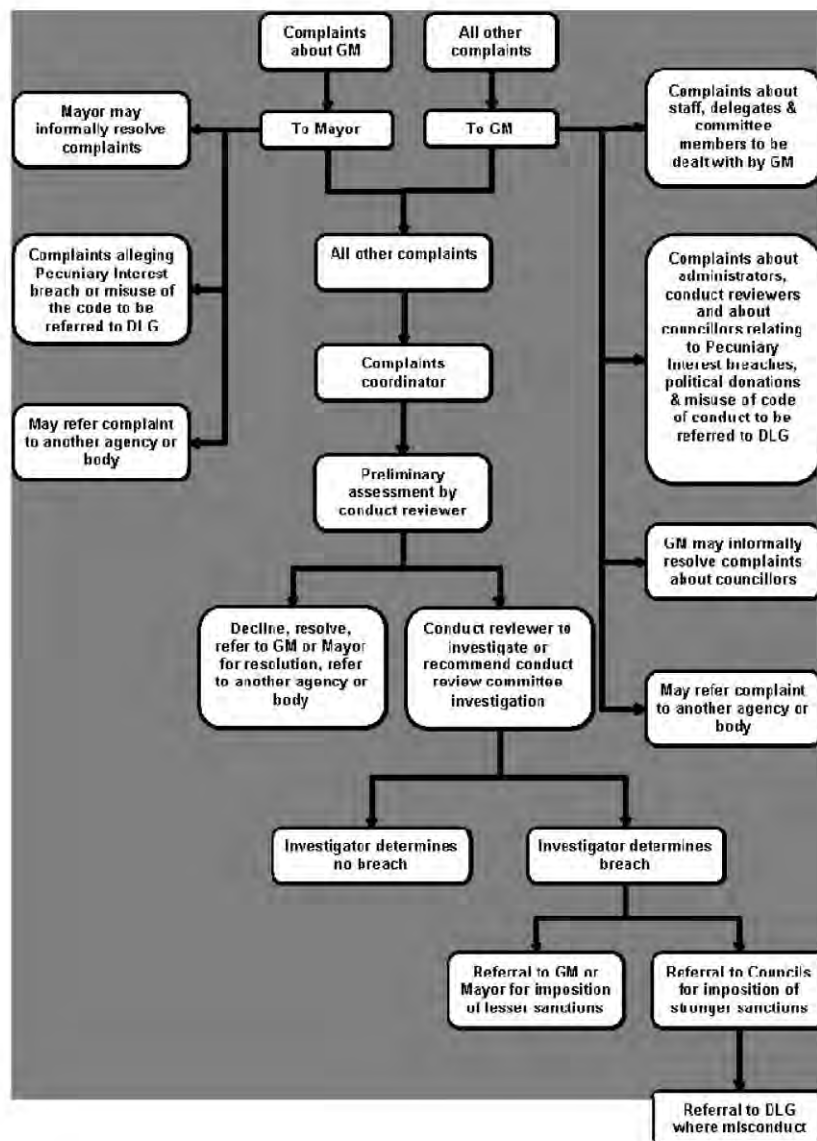 Complaints
about GM
All other
complaints
Mayor may
informally resolve
complaints
To Mayor
To GM
Complaints about
staff, delegates &
committee
members to be
dealt with by GM
Complaints alleging
Pecuniary Interest
breach or misuse of
the code to be
referred to DLG
All other complaints
Complaints about
administrators,
conduct reviewers
and about
councillors relating
to Pecuniary
Interest breaches,
political donations
& misuse of code
of conduct to be
referred to DLG
Complaints
coordinator
May refer complaint
to another agency or
body
Preliminary
assessment by
conduct reviewer
GM may informally
resolve complaints
about councillors
Decline, resolve,
refer to GM or Mayor
for resolution, refer
to another agency or
body
Conduct reviewer to
investigate or
recommend conduct
review committee
investigation
May refer complaint
to another agency or
body
Investigator determines
no breach
Investigator determines
breach
Referral to GM or
Mayor for imposition
of lesser sanctions
Referral to Councils
for imposition of
stronger sanctions
Referral to DLG
where misconduct